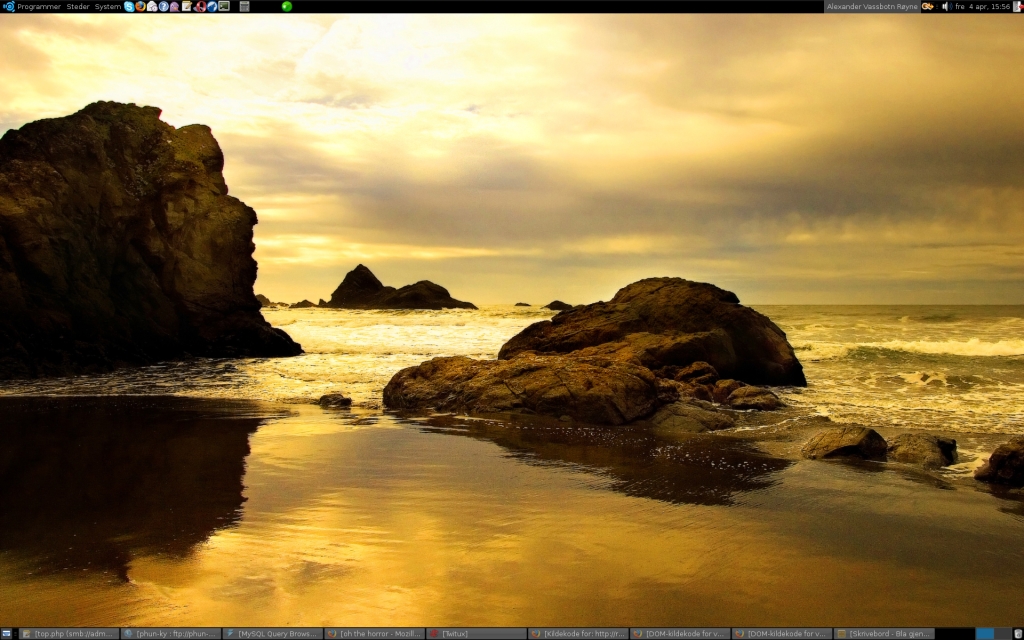 Programmer Steder System
Alexander Vassbotn Røyne
fre 4 apr, 15:56
[top.php (smb://adm...
[phun-ky : ftp://phun-...
[MySQL Query Brows...
[oh the horror - Mozill...
[Twitux]
[Kildekode for: http://r...
[DOM-kildekode for v...
[DOM-kildekode for v...
[Skrivebord - Bla gjen...